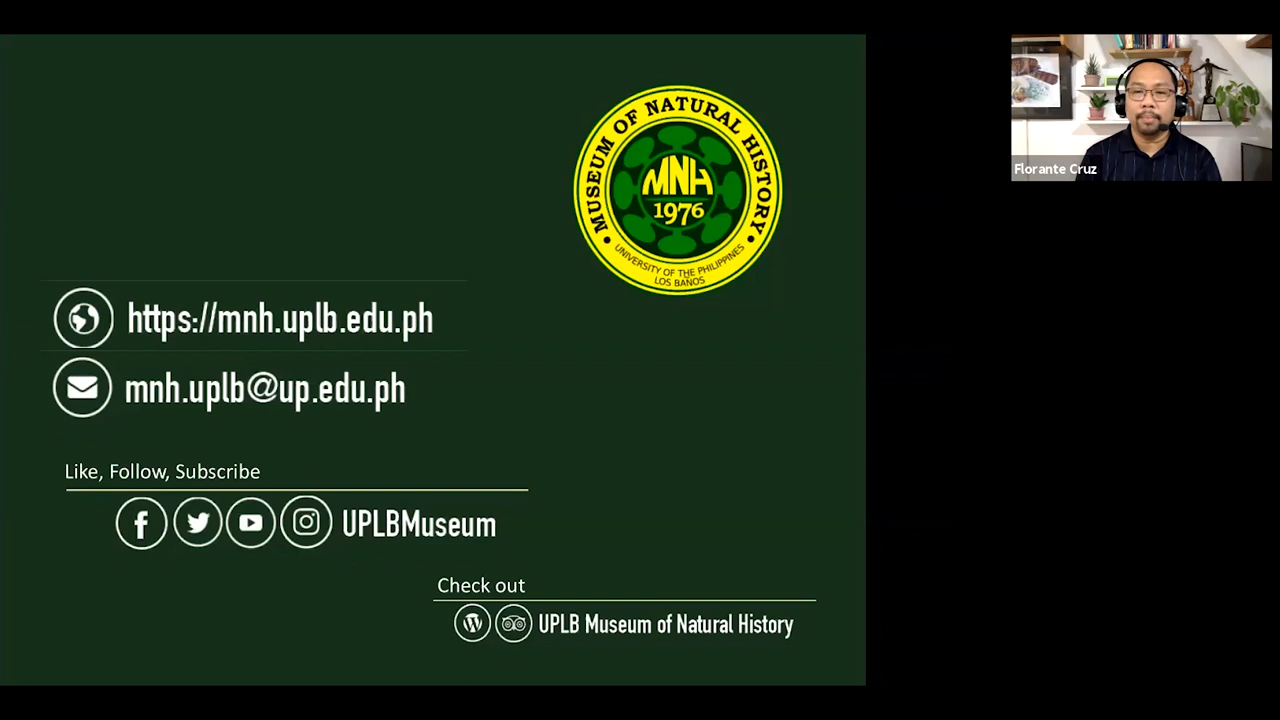 MUSEUM OF NATURAL HISTORY
MNH
1976
UNIVERSITY OF THE PHILIPPINES
LOS BAÑOS
Florante Cruz
https://mnh.uplb.edu.ph
mnh.uplb@up.edu.ph
Like, Follow, Subscribe
UPLBMuseum
Check out
UPLB Museum of Natural History